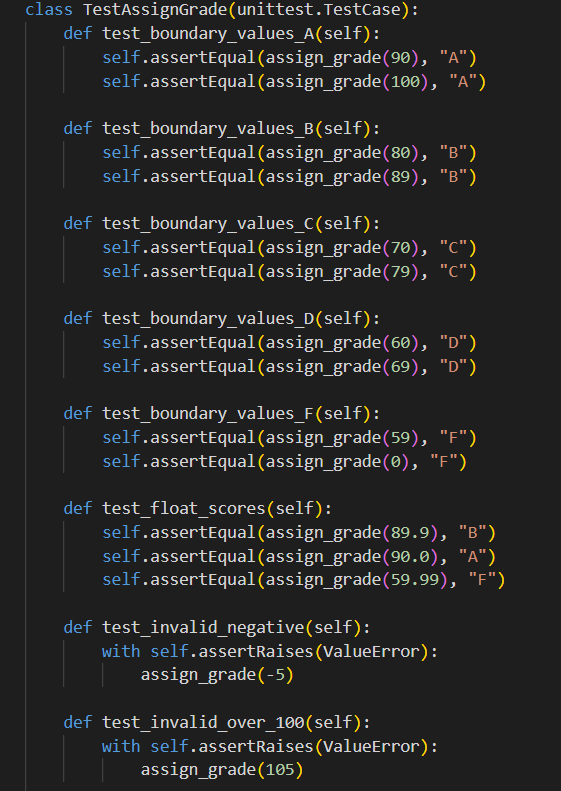 class TestAssignGrade(unittest.TestCase):
    def test_boundary_values_A(self):
        self.assertEqual(assign_grade(90), "A")
        self.assertEqual(assign_grade(100), "A")

    def test_boundary_values_B(self):
        self.assertEqual(assign_grade(80), "B")
        self.assertEqual(assign_grade(89), "B")

    def test_boundary_values_C(self):
        self.assertEqual(assign_grade(70), "C")
        self.assertEqual(assign_grade(79), "C")

    def test_boundary_values_D(self):
        self.assertEqual(assign_grade(60), "D")
        self.assertEqual(assign_grade(69), "D")

    def test_boundary_values_F(self):
        self.assertEqual(assign_grade(59), "F")
        self.assertEqual(assign_grade(0), "F")

    def test_float_scores(self):
        self.assertEqual(assign_grade(89.9), "B")
        self.assertEqual(assign_grade(90.0), "A")
        self.assertEqual(assign_grade(59.99), "F")

    def test_invalid_negative(self):
        with self.assertRaises(ValueError):
            assign_grade(-5)

    def test_invalid_over_100(self):
        with self.assertRaises(ValueError):
            assign_grade(105)